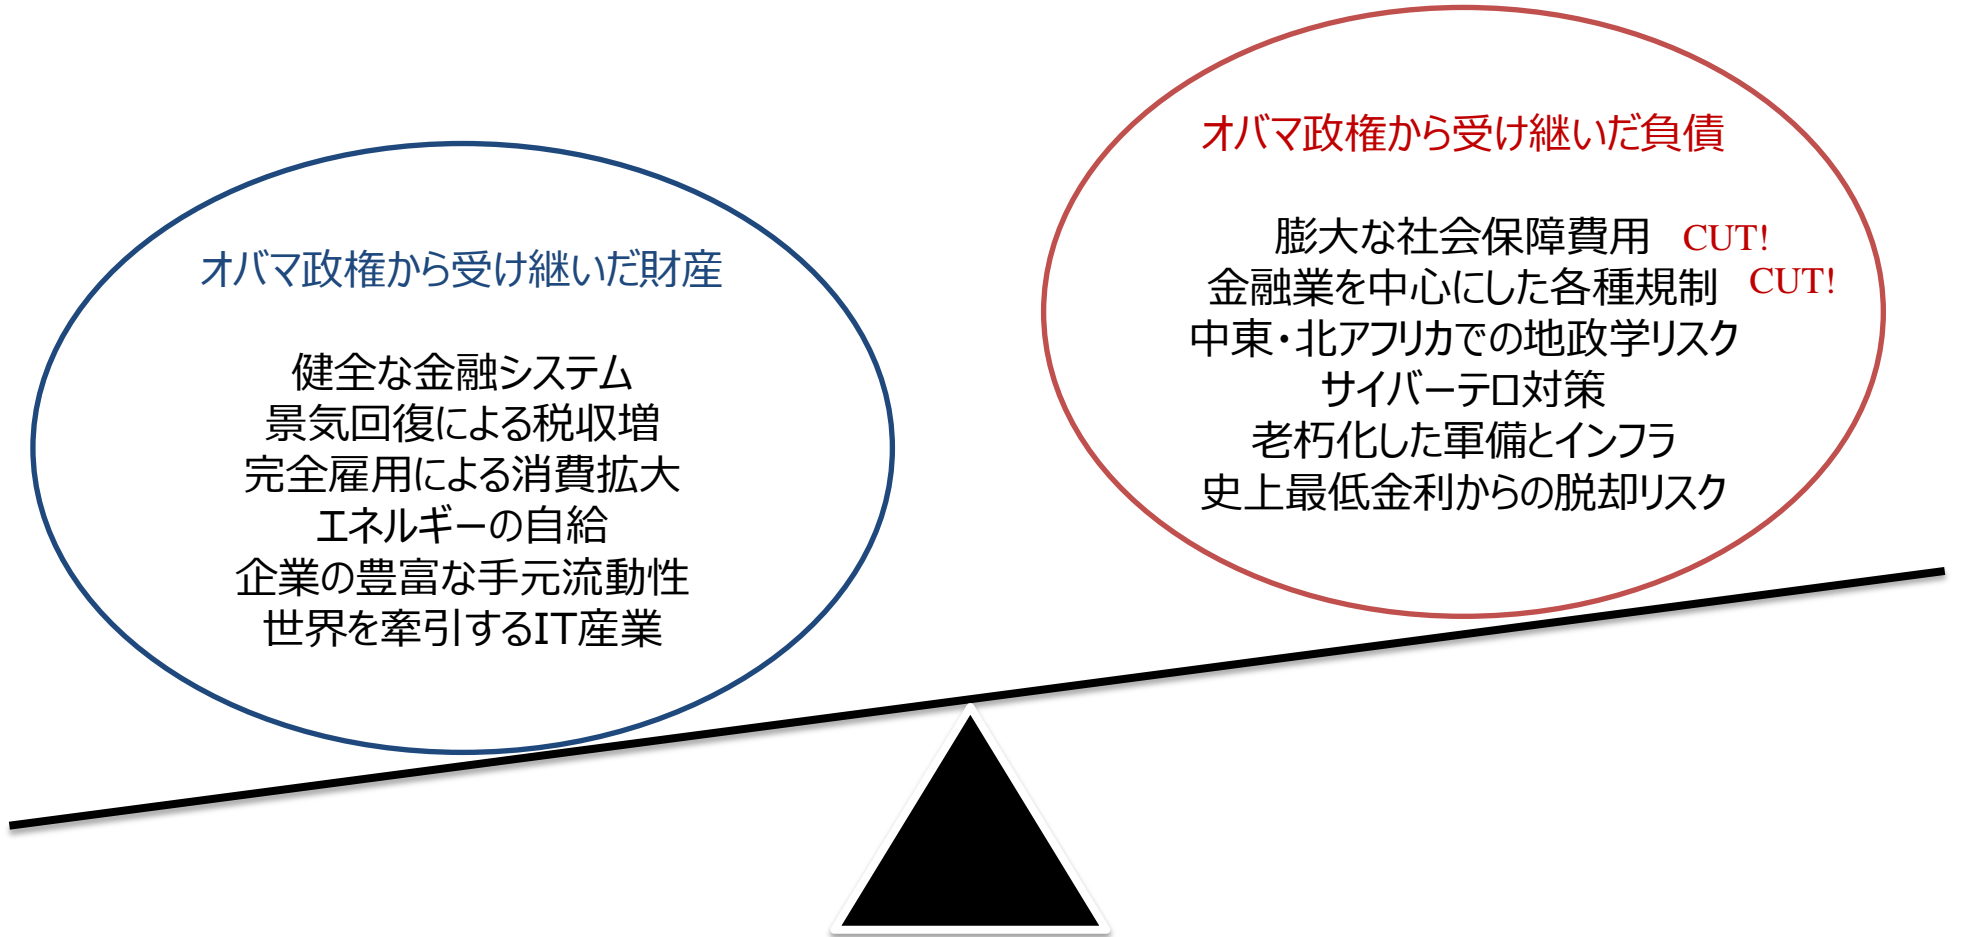 オバマ政権から受け継いだ財産
健全な金融システム
景気回復による税収増
完全雇用による消費拡大
エネルギーの自給
企業の豊富な手元流動性
世界を牽引するIT産業
オバマ政権から受け継いだ負債
膨大な社会保障費用 CUT!
金融業を中心にした各種規制 CUT!
中東・北アフリカでの地政学リスク
サイバーテロ対策
老朽化した軍備とインフラ
史上最低金利からの脱却リスク